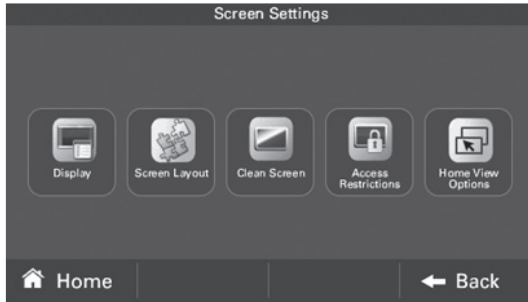 Screen Settings
Display
Screen Layout
Clean Screen
Access
Restrictions
Home View
Options
Home
Back